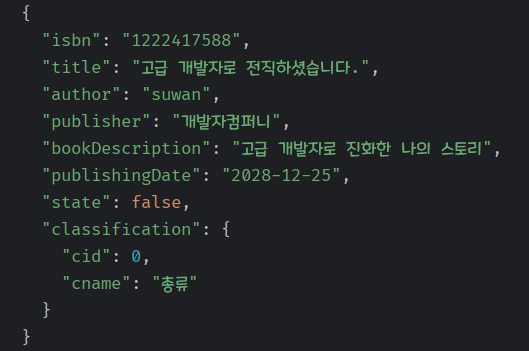 {
"isbn": "1222417588",
"title": "고급 개발자로 전직하셨습니다.",
"author": "suwan",
"publisher": "개발자컴퍼니",
"bookDescription": "고급 개발자로 진화한 나의 스토리",
"publishingDate": "2028-12-25",
"state": false,
"classification": {
"cid": 0,
"cname": "총류"
}
}